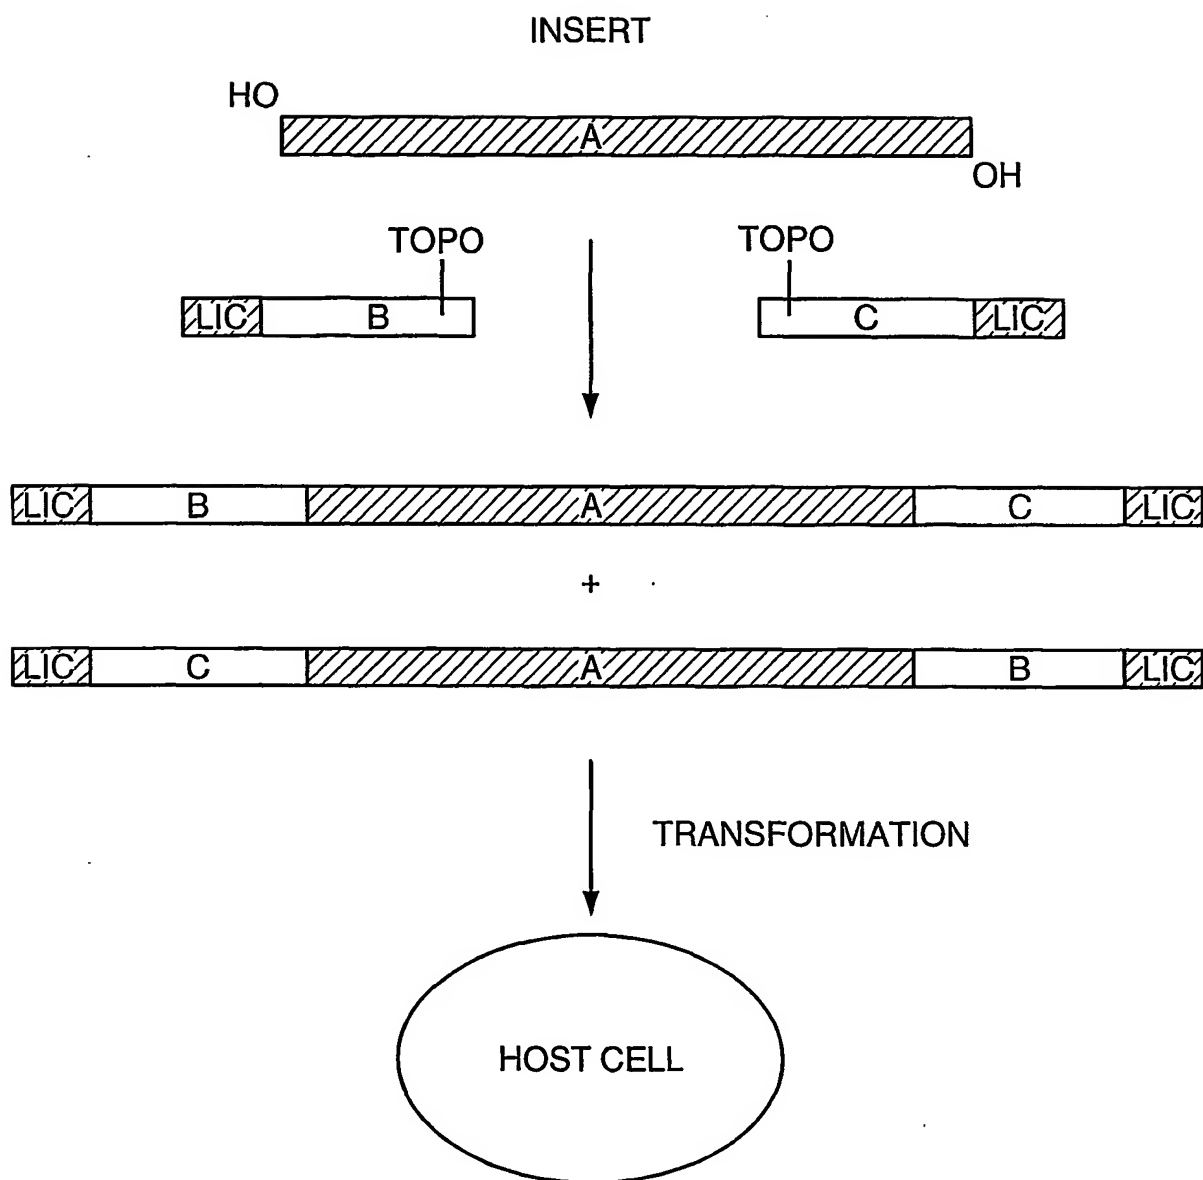 INSERT
HO
A
OH
TOPO TOPO
LIC B C LIC
LIC B A C LIC
+
LIC C A B LIC
TRANSFORMATION
HOST CELL